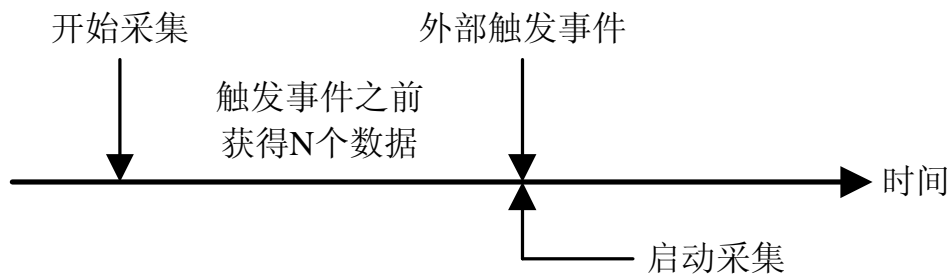 开始采集
外部触发事件
触发事件之前
获得N个数据
时间
启动采集